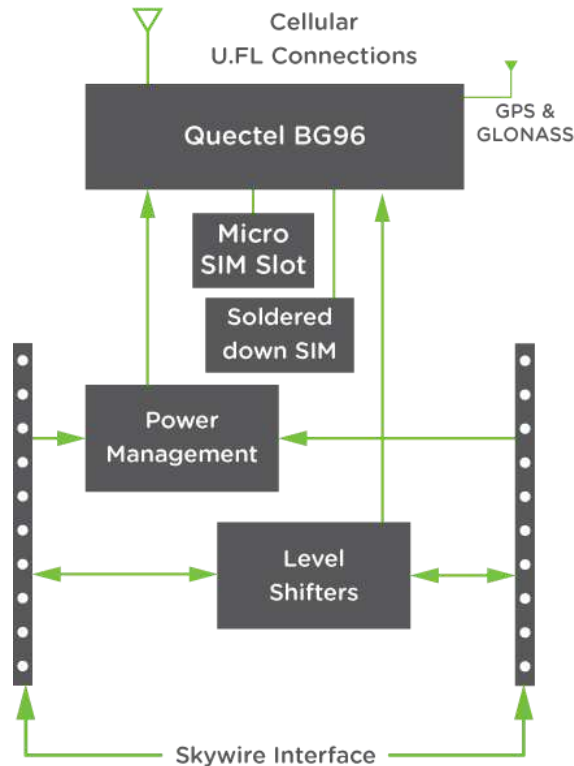 Cellular
U.FL Connections
GPS &
GLONASS
Quectel BG96
Micro
SIM Slot
Soldered
down SIM
Power
Management
Level
Shifters
Skywire Interface